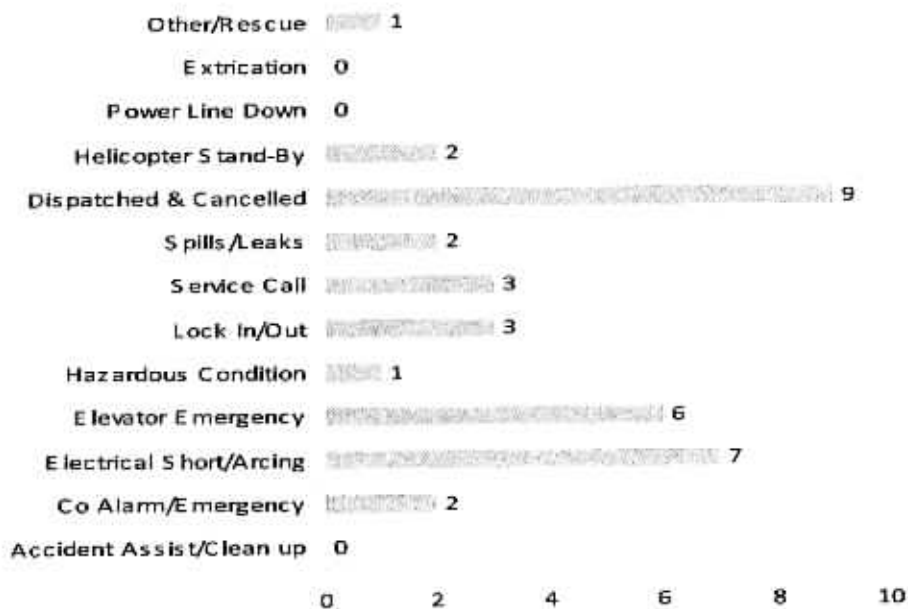 Other/Rescue 1
Extrication 0
Power Line Down 0
Helicopter Stand-By 2
Dispatched & Cancelled 9
Spills/Leaks 2
Service Call 3
Lock In/Out 3
Hazardous Condition 1
Elevator Emergency 6
Electrical Short/Arcing 7
Co Alarm/Emergency 2
Accident Assist/Clean up 0
0 2 4 6 8 10